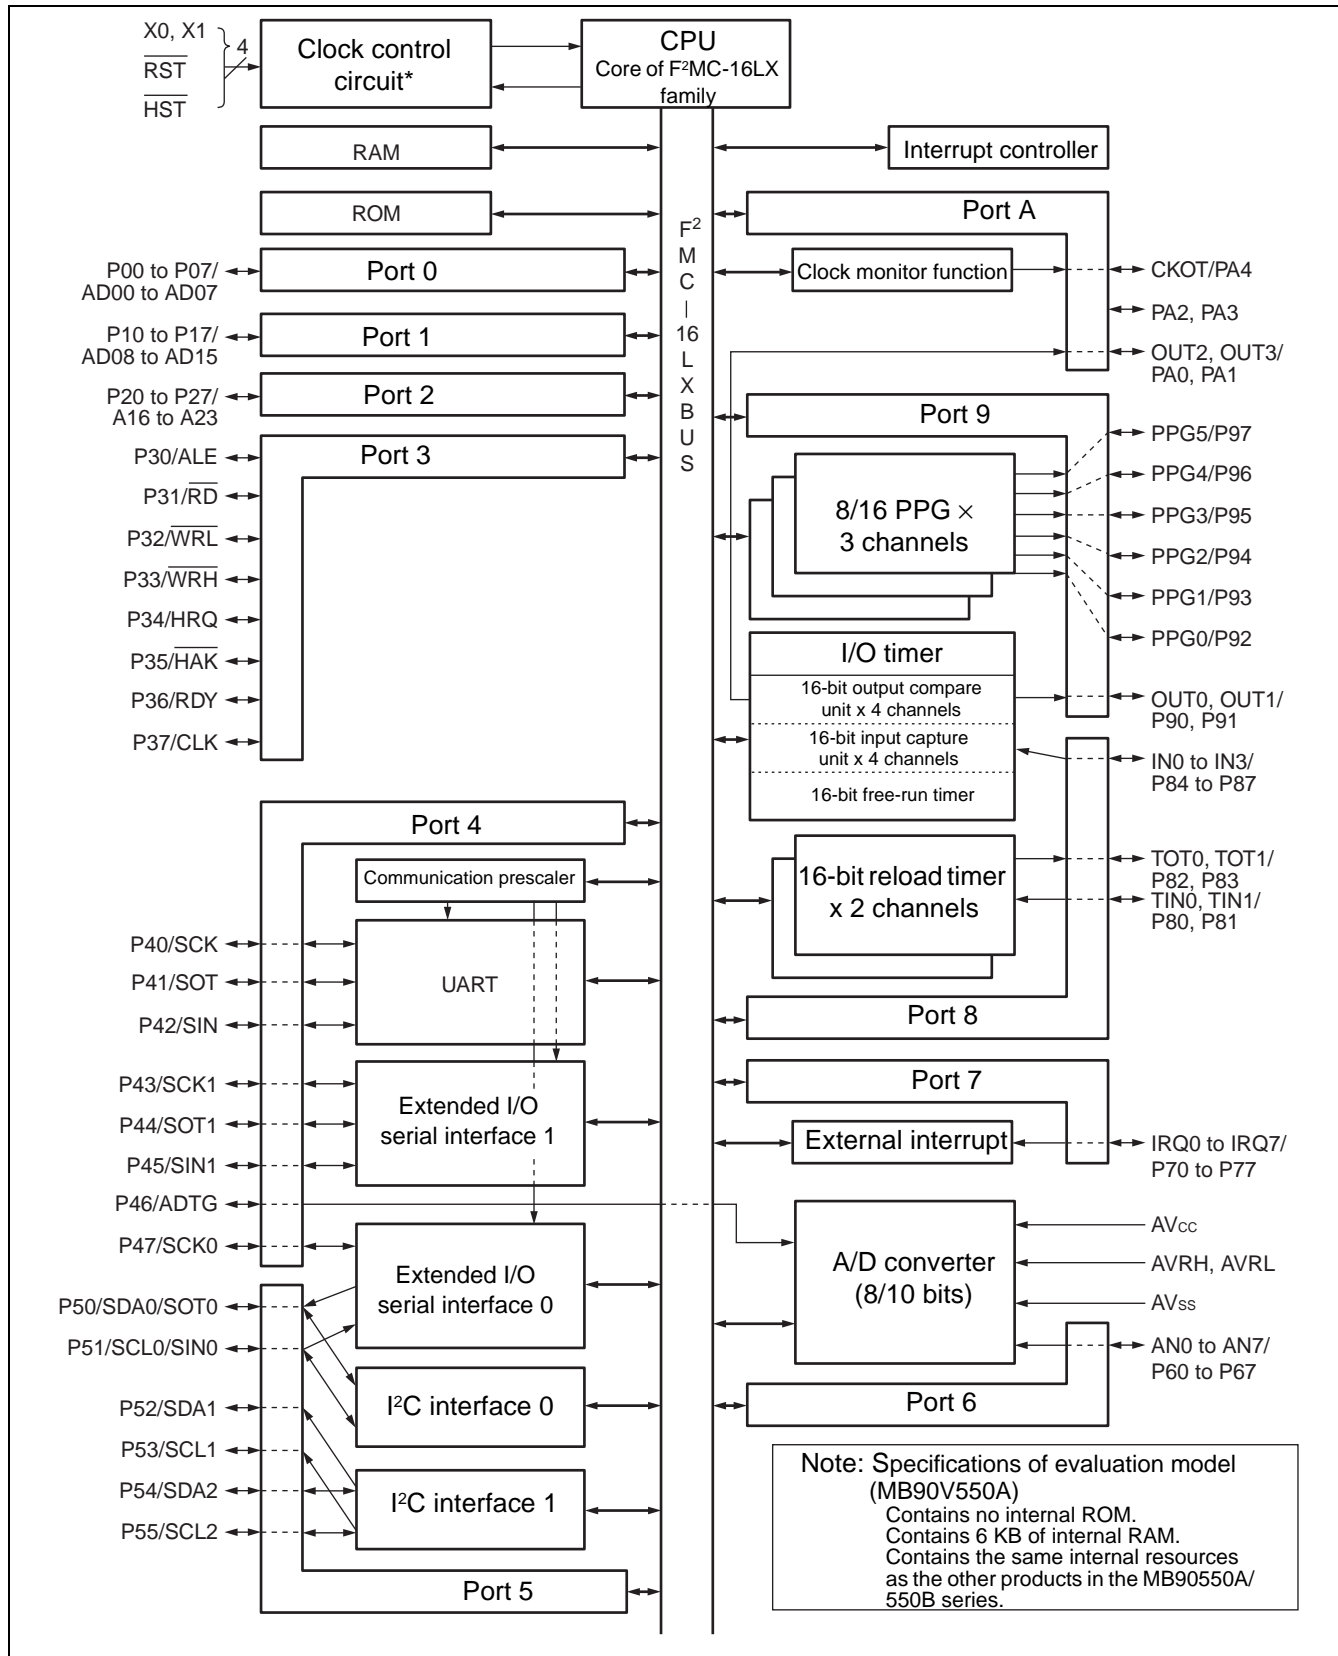 X0, X1
RST
HST
4
Clock control
circuit*
CPU
Core of F²MC-16LX
family
RAM
ROM
Interrupt controller
F²MC–16LXBUS
P00 to P07/
AD00 to AD07
Port 0
P10 to P17/
AD08 to AD15
Port 1
P20 to P27/
A16 to A23
Port 2
Port 3
P30/ALE
P31/RD
P32/WRL
P33/WRH
P34/HRQ
P35/HAK
P36/RDY
P37/CLK
Port 4
Communication prescaler
UART
P40/SCK
P41/SOT
P42/SIN
P43/SCK1
P44/SOT1
P45/SIN1
P46/ADTG
P47/SCK0
Extended I/O
serial interface 1
Extended I/O
serial interface 0
P50/SDA0/SOT0
P51/SCL0/SIN0
P52/SDA1
P53/SCL1
P54/SDA2
P55/SCL2
I²C interface 0
I²C interface 1
Port 5
Port A
Clock monitor function
CKOT/PA4
PA2, PA3
OUT2, OUT3/
PA0, PA1
Port 9
8/16 PPG ×
3 channels
PPG5/P97
PPG4/P96
PPG3/P95
PPG2/P94
PPG1/P93
PPG0/P92
I/O timer
16-bit output compare
unit x 4 channels
16-bit input capture
unit x 4 channels
16-bit free-run timer
OUT0, OUT1/
P90, P91
IN0 to IN3/
P84 to P87
16-bit reload timer
x 2 channels
TOT0, TOT1/
P82, P83
TIN0, TIN1/
P80, P81
Port 8
Port 7
External interrupt
IRQ0 to IRQ7/
P70 to P77
A/D converter
(8/10 bits)
AVCC
AVRH, AVRL
AVSS
AN0 to AN7/
P60 to P67
Port 6
Note: Specifications of evaluation model
(MB90V550A)
Contains no internal ROM.
Contains 6 KB of internal RAM.
Contains the same internal resources
as the other products in the MB90550A/
550B series.